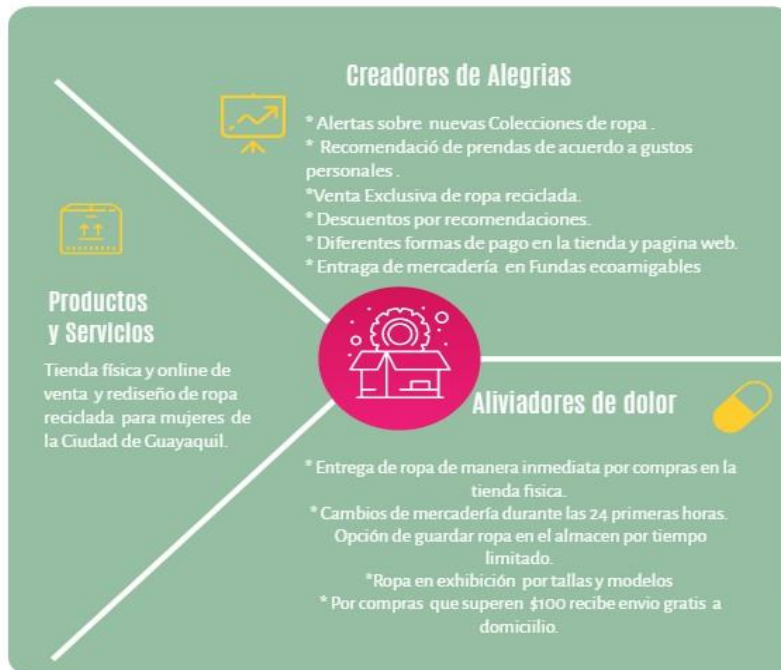 Creadores de Alegrias
* Alertas sobre nuevas Colecciones de ropa .
* Recomendació de prendas de acuerdo a gustos
personales .
*Venta Exclusiva de ropa reciclada.
* Descuentos por recomendaciones.
* Diferentes formas de pago en la tienda y pagina web.
* Entraga de mercadería en Fundas ecoamigables
Productos
y Servicios
Tienda física y online de
venta y rediseño de ropa
reciclada para mujeres de
la Ciudad de Guayaquil.
Aliviadores de dolor
* Entrega de ropa de manera inmediata por compras en la
tienda fisica.
* Cambios de mercadería durante las 24 primeras horas.
Opción de guardar ropa en el almacen por tiempo
limitado.
*Ropa en exhibición por tallas y modelos
* Por compras que superen $100 recibe envio gratis a
domiciilio.